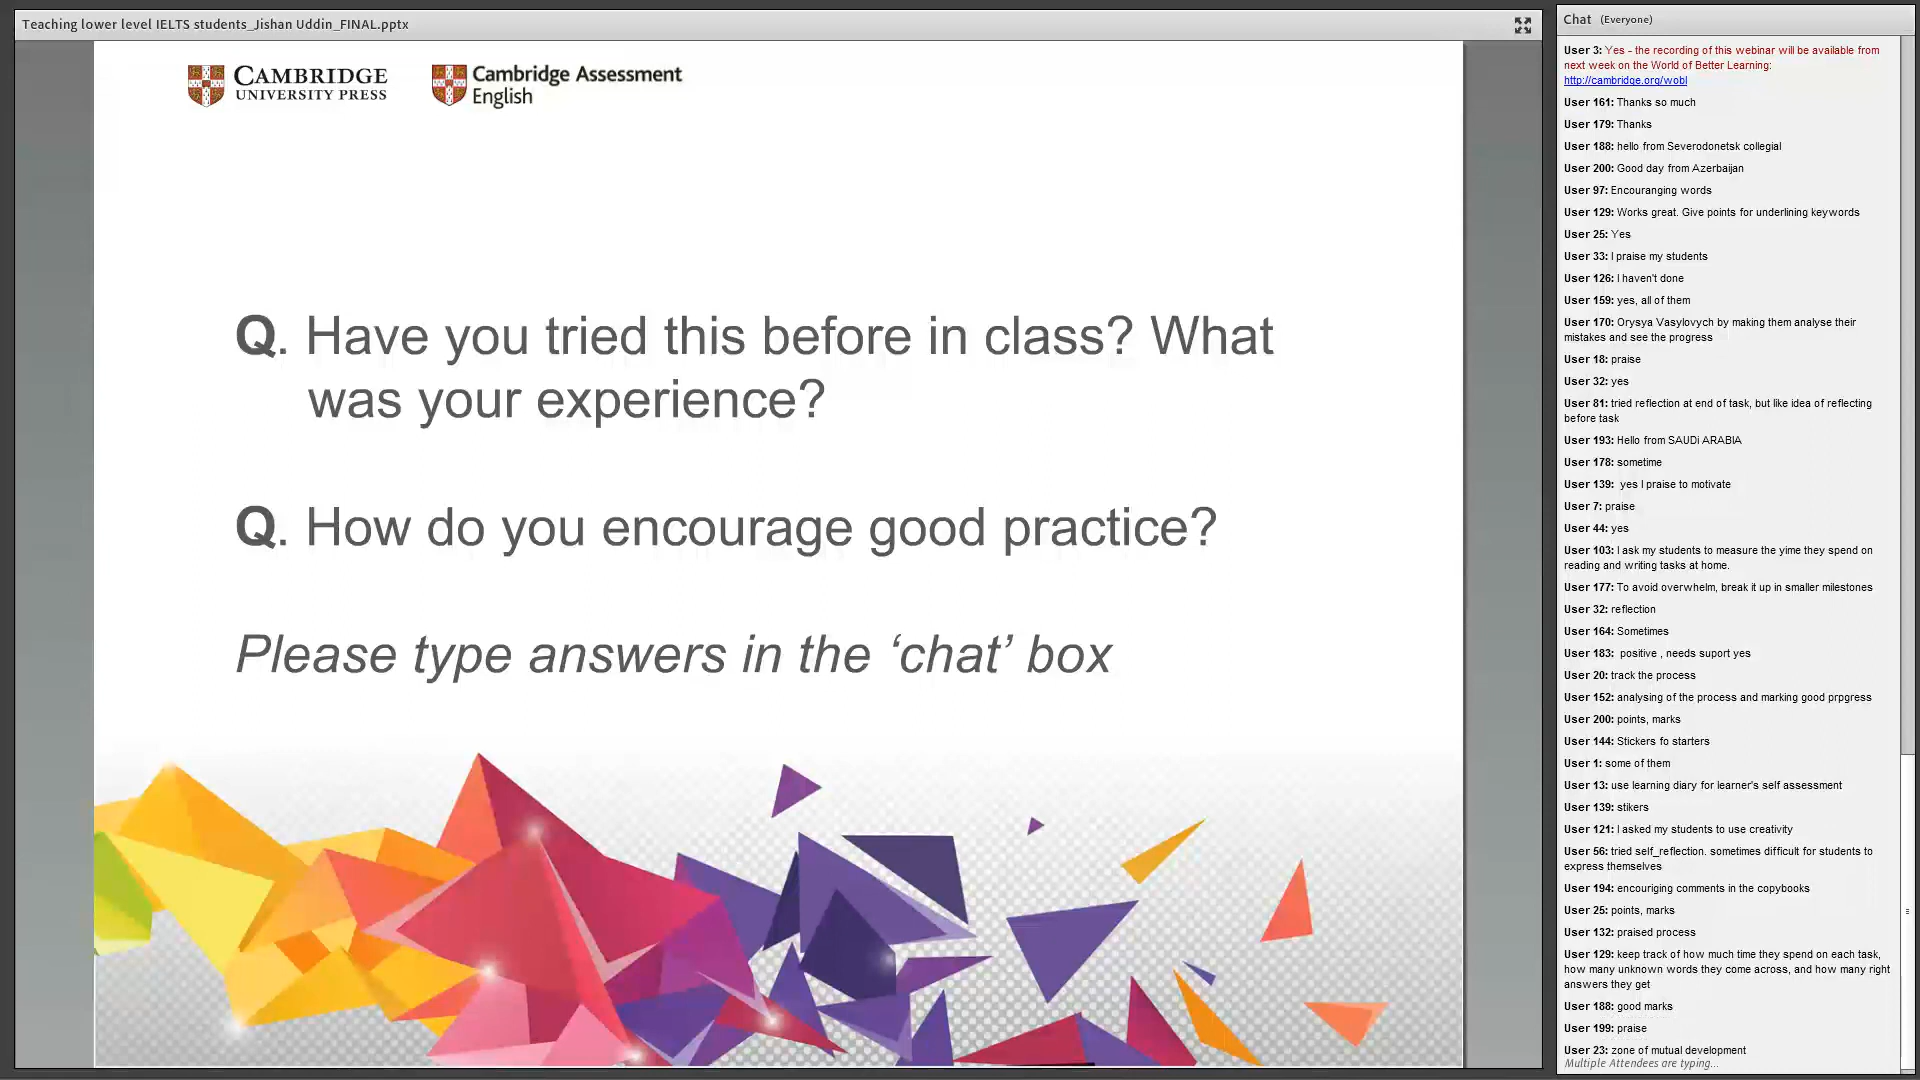 Teaching lower level IELTS students_Jishan Uddin_FINAL.pptx
CAMBRIDGE
UNIVERSITY PRESS
Cambridge Assessment
English
Q. Have you tried this before in class? What
was your experience?
Q. How do you encourage good practice?
Please type answers in the ‘chat’ box
Chat (Everyone)
User 3: Yes - the recording of this webinar will be available from
next week on the World of Better Learning:
http://cambridge.org/wobl
User 161: Thanks so much
User 179: Thanks
User 188: hello from Severodonetsk collegial
User 200: Good day from Azerbaijan
User 97: Encouranging words
User 129: Works great. Give points for underlining keywords
User 25: Yes
User 33: I praise my students
User 126: I haven't done
User 159: yes, all of them
User 170: Orysya Vasylovych by making them analyse their
mistakes and see the progress
User 18: praise
User 32: yes
User 81: tried reflection at end of task, but like idea of reflecting
before task
User 193: Hello from SAUDi ARABIA
User 178: sometime
User 139: yes I praise to motivate
User 7: praise
User 44: yes
User 103: I ask my students to measure the yime they spend on
reading and writing tasks at home.
User 177: To avoid overwhelm, break it up in smaller milestones
User 32: reflection
User 164: Sometimes
User 183: positive , needs suport yes
User 20: track the process
User 152: analysing of the process and marking good prpgress
User 200: points, marks
User 144: Stickers fo starters
User 1: some of them
User 13: use learning diary for learner's self assessment
User 139: stikers
User 121: I asked my students to use creativity
User 56: tried self_reflection. sometimes difficult for students to
express themselves
User 194: encouriging comments in the copybooks
User 25: points, marks
User 132: praised process
User 129: keep track of how much time they spend on each task,
how many unknown words they come across, and how many right
answers they get
User 188: good marks
User 199: praise
User 23: zone of mutual development
Multiple Attendees are typing...